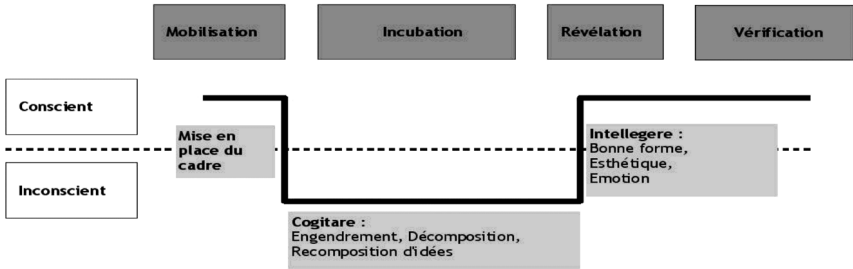 Mobilisation
Incubation
Révélation
Vérification
Conscient
Mise en
place du
cadre
Intellegere :
Bonne forme,
Esthétique,
Emotion
Inconscient
Cogitare :
Engendrement, Décomposition,
Recomposition d'idées